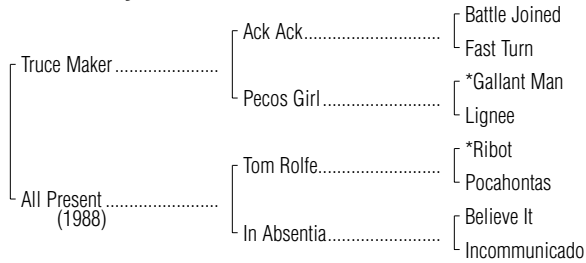 Battle Joined
Ack Ack..............................
Fast Turn
Truce Maker.......................
*Gallant Man
Pecos Girl..........................
Lignee
*Ribot
Tom Rolfe...........................
Pocahontas
All Present.........................
(1988)
Believe It
In Absentia.........................
Incommunicado